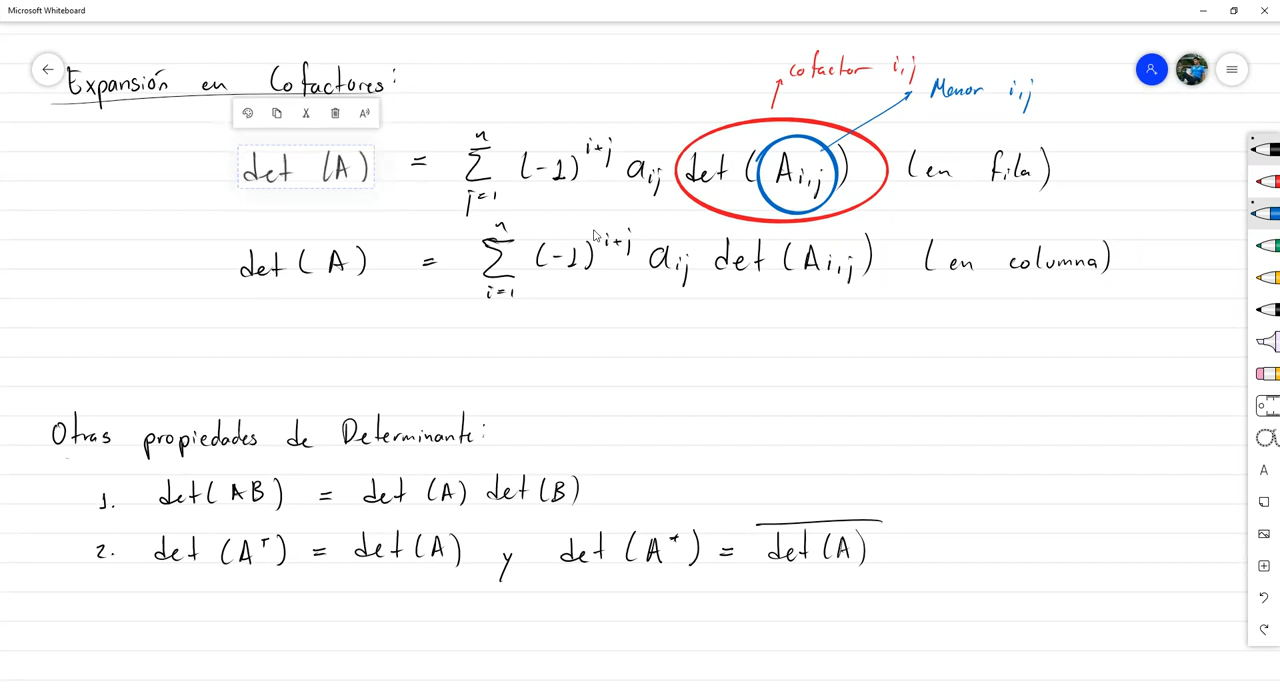 Microsoft Whiteboard
Expansión en Cofactores:
cofactor i,j
Menor i,j
det (A) = n ∑ j=1 (-1)^{i+j} a_{ij} det (A_{i,j}) (en fila)
det (A) = n ∑ i=1 (-1)^{i+j} a_{ij} det (A_{i,j}) (en columna)
Otras propiedades de Determinante:
1. det(AB) = det (A) det (B)
2. det (A^T) = det (A) y det (A^*) = \overline{det (A)}